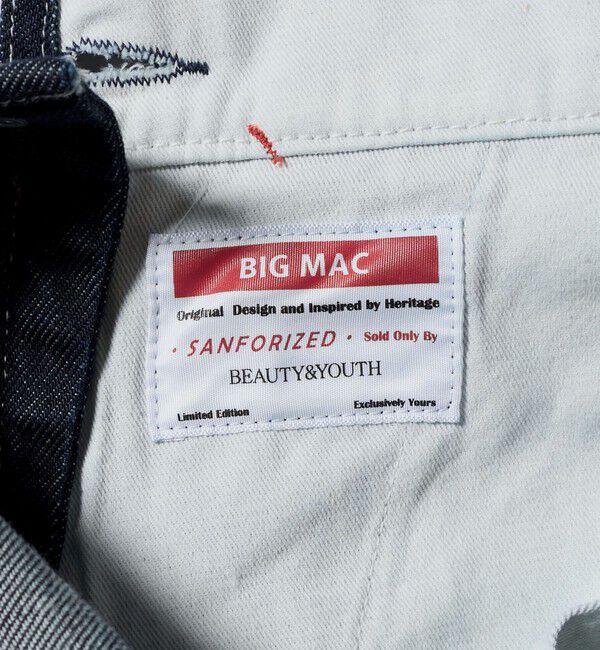 BIG MAC
Original Design and Inspired by Heritage
· SANFORIZED · Sold Only By
BEAUTY&YOUTH
Limited Edition Exclusively Yours